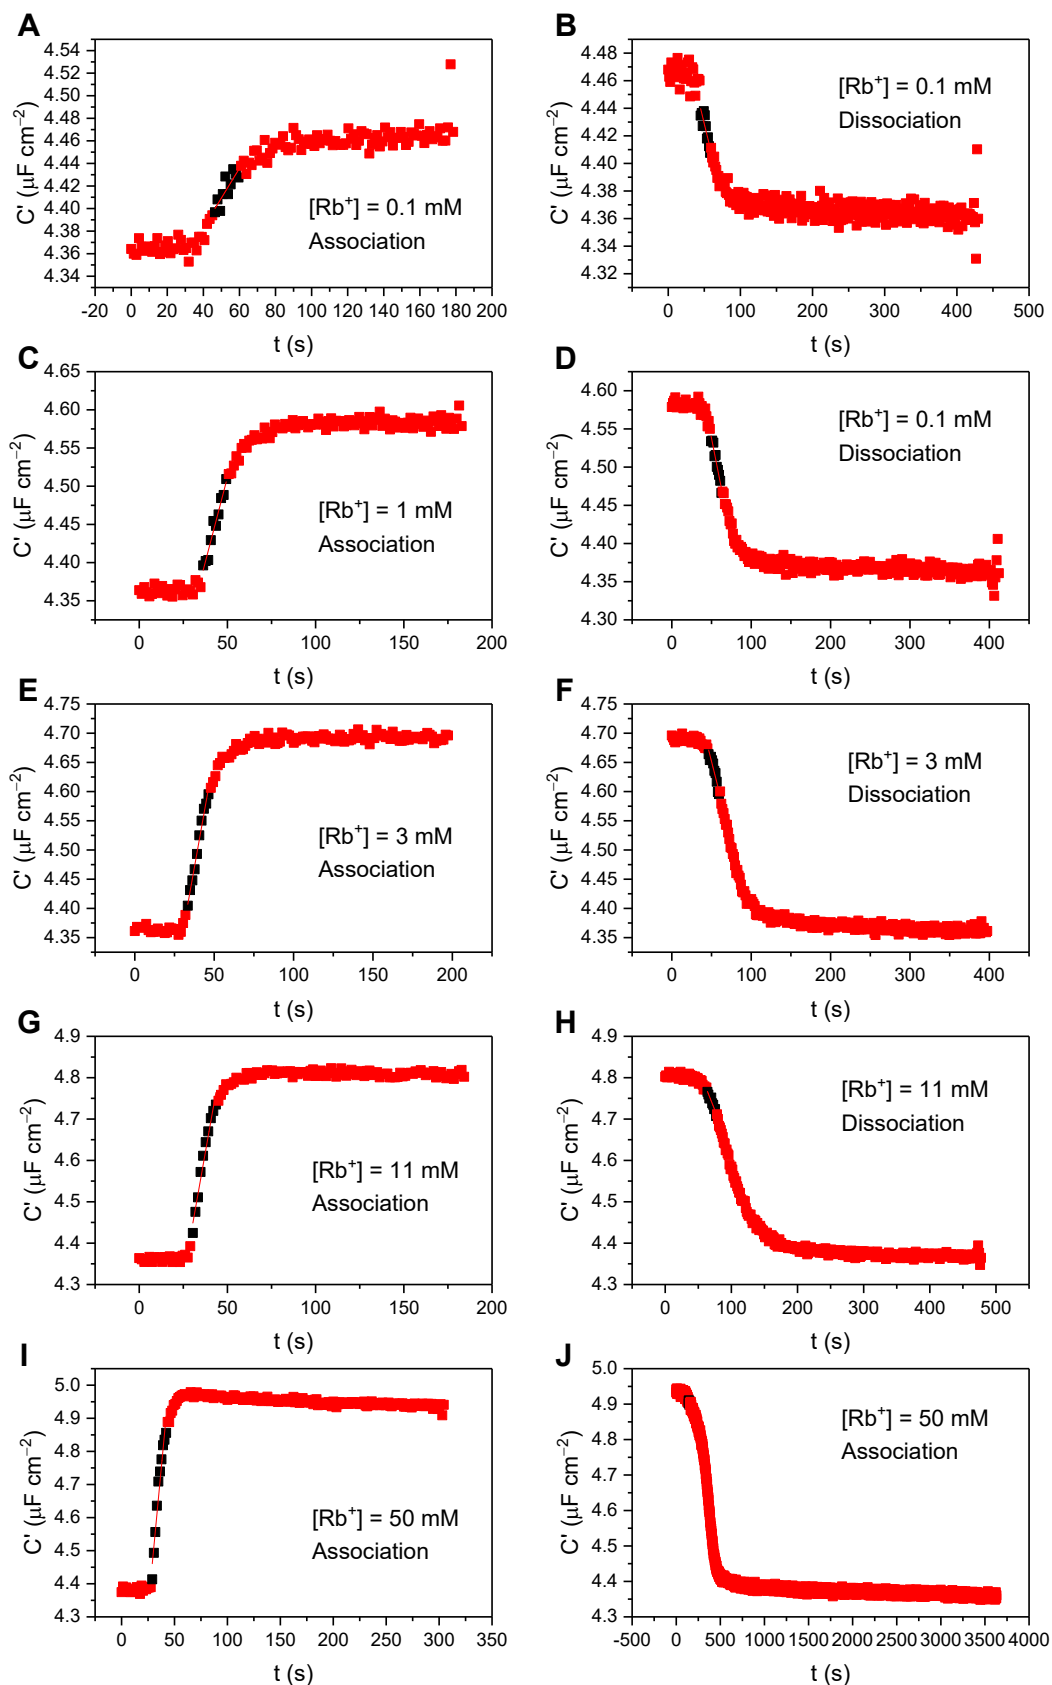 A
C' (µF cm⁻²)
4.54
4.52
4.50
4.48
4.46
4.44
4.42
4.40
4.38
4.36
4.34
[Rb⁺] = 0.1 mM
Association
-20 0 20 40 60 80 100 120 140 160 180 200
t (s)
B
C' (µF cm⁻²)
4.48
4.46
4.44
4.42
4.40
4.38
4.36
4.34
4.32
[Rb⁺] = 0.1 mM
Dissociation
0 100 200 300 400 500
t (s)
C
C' (µF cm⁻²)
4.65
4.60
4.55
4.50
4.45
4.40
4.35
[Rb⁺] = 1 mM
Association
0 50 100 150 200
t (s)
D
C' (µF cm⁻²)
4.60
4.55
4.50
4.45
4.40
4.35
4.30
[Rb⁺] = 0.1 mM
Dissociation
0 100 200 300 400
t (s)
E
C' (µF cm⁻²)
4.75
4.70
4.65
4.60
4.55
4.50
4.45
4.40
4.35
[Rb⁺] = 3 mM
Association
0 50 100 150 200
t (s)
F
C' (µF cm⁻²)
4.75
4.70
4.65
4.60
4.55
4.50
4.45
4.40
4.35
[Rb⁺] = 3 mM
Dissociation
0 100 200 300 400
t (s)
G
C' (µF cm⁻²)
4.9
4.8
4.7
4.6
4.5
4.4
4.3
[Rb⁺] = 11 mM
Association
0 50 100 150 200
t (s)
H
C' (µF cm⁻²)
4.9
4.8
4.7
4.6
4.5
4.4
4.3
[Rb⁺] = 11 mM
Dissociation
0 100 200 300 400 500
t (s)
I
C' (µF cm⁻²)
5.0
4.9
4.8
4.7
4.6
4.5
4.4
4.3
[Rb⁺] = 50 mM
Association
0 50 100 150 200 250 300 350
t (s)
J
C' (µF cm⁻²)
5.0
4.9
4.8
4.7
4.6
4.5
4.4
4.3
[Rb⁺] = 50 mM
Association
-500 0 500 1000 1500 2000 2500 3000 3500 4000
t (s)